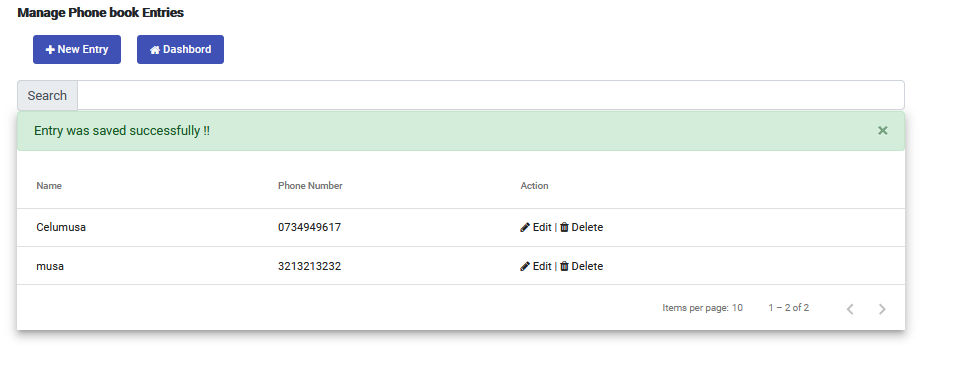 Manage Phone book Entries
New Entry Dashbord
Search
Entry was saved successfully !! ×
Name Phone Number Action
Celumusa 0734949617 Edit | Delete
musa 3213213232 Edit | Delete
Items per page: 10 1 – 2 of 2